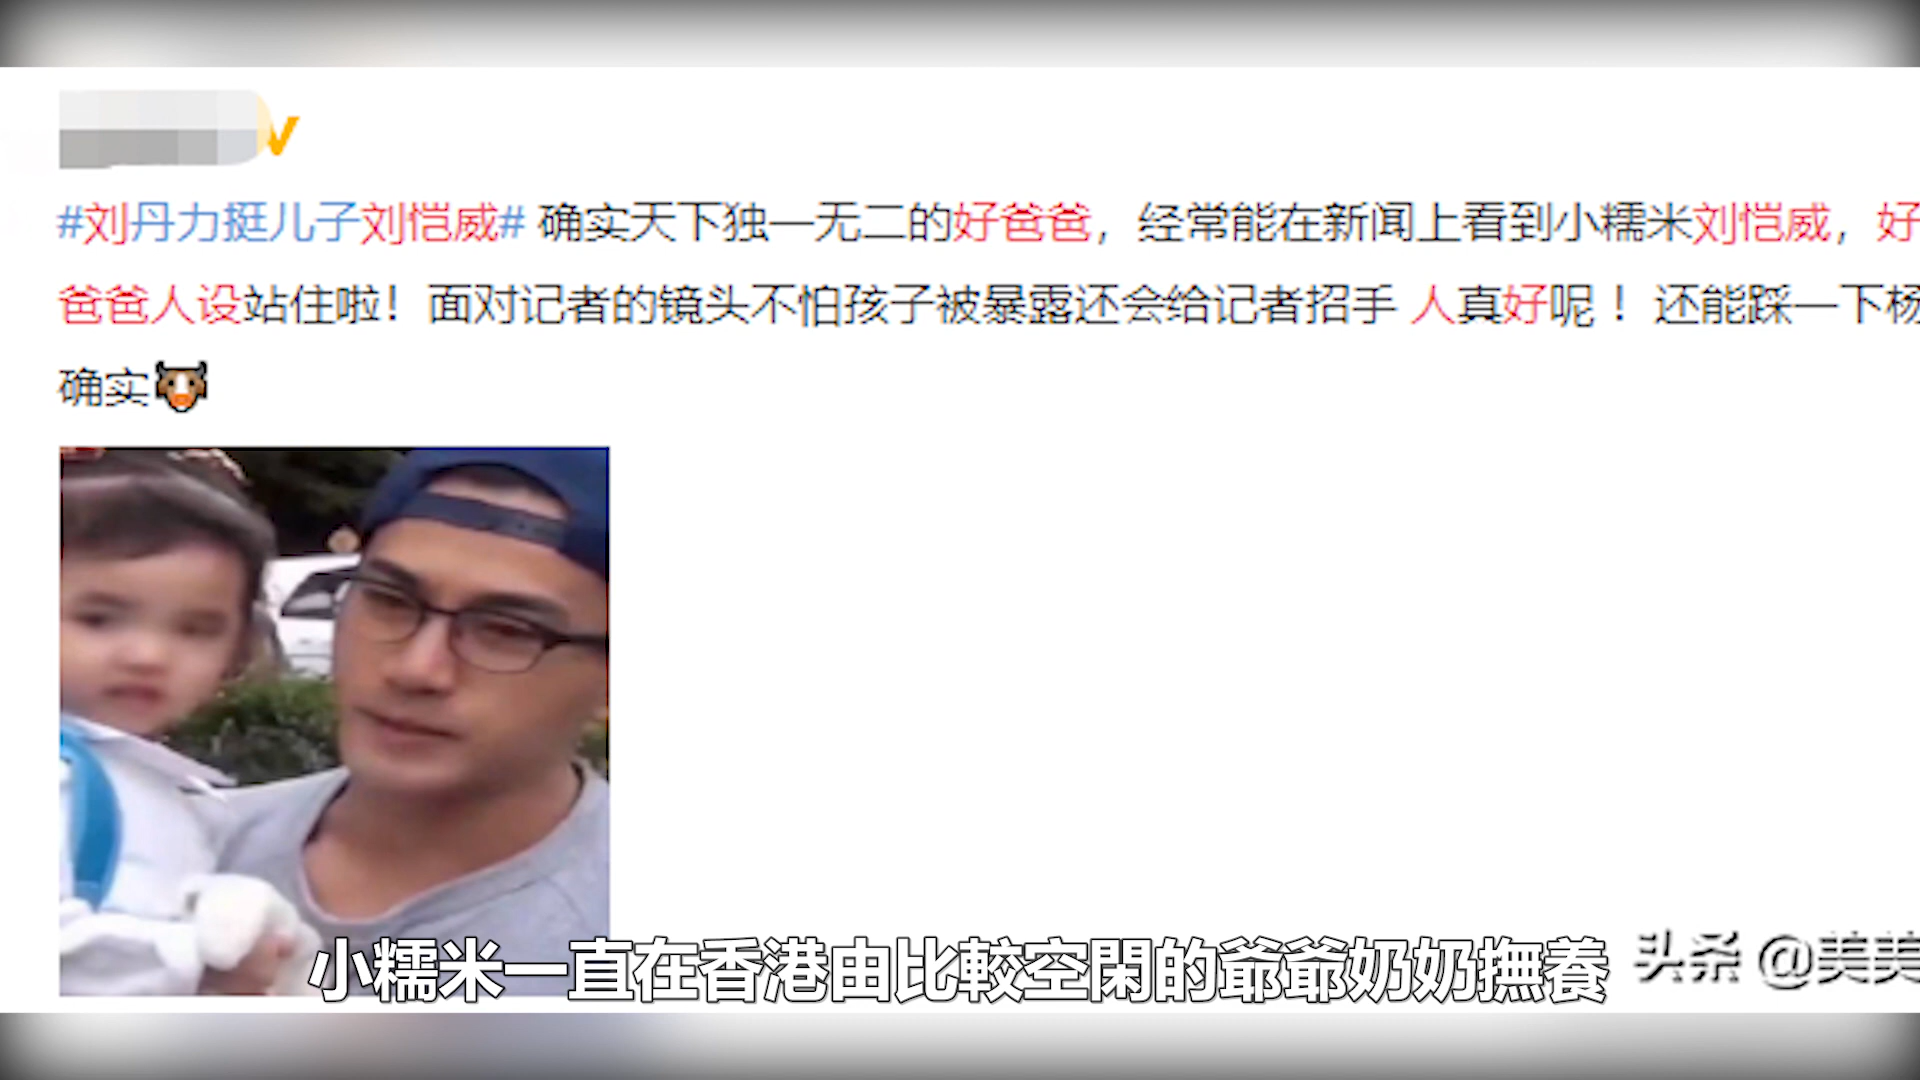 #刘丹力挺儿子刘恺威# 确实天下独一无二的好爸爸，经常能在新闻上看到小糯米刘恺威，好
爸爸人设站住啦！面对记者的镜头不怕孩子被暴露还会给记者招手 人真好呢 ！还能踩一下杨
确实
小糯米一直在香港由比較空閑的爺爺奶奶撫養
头条 @美美